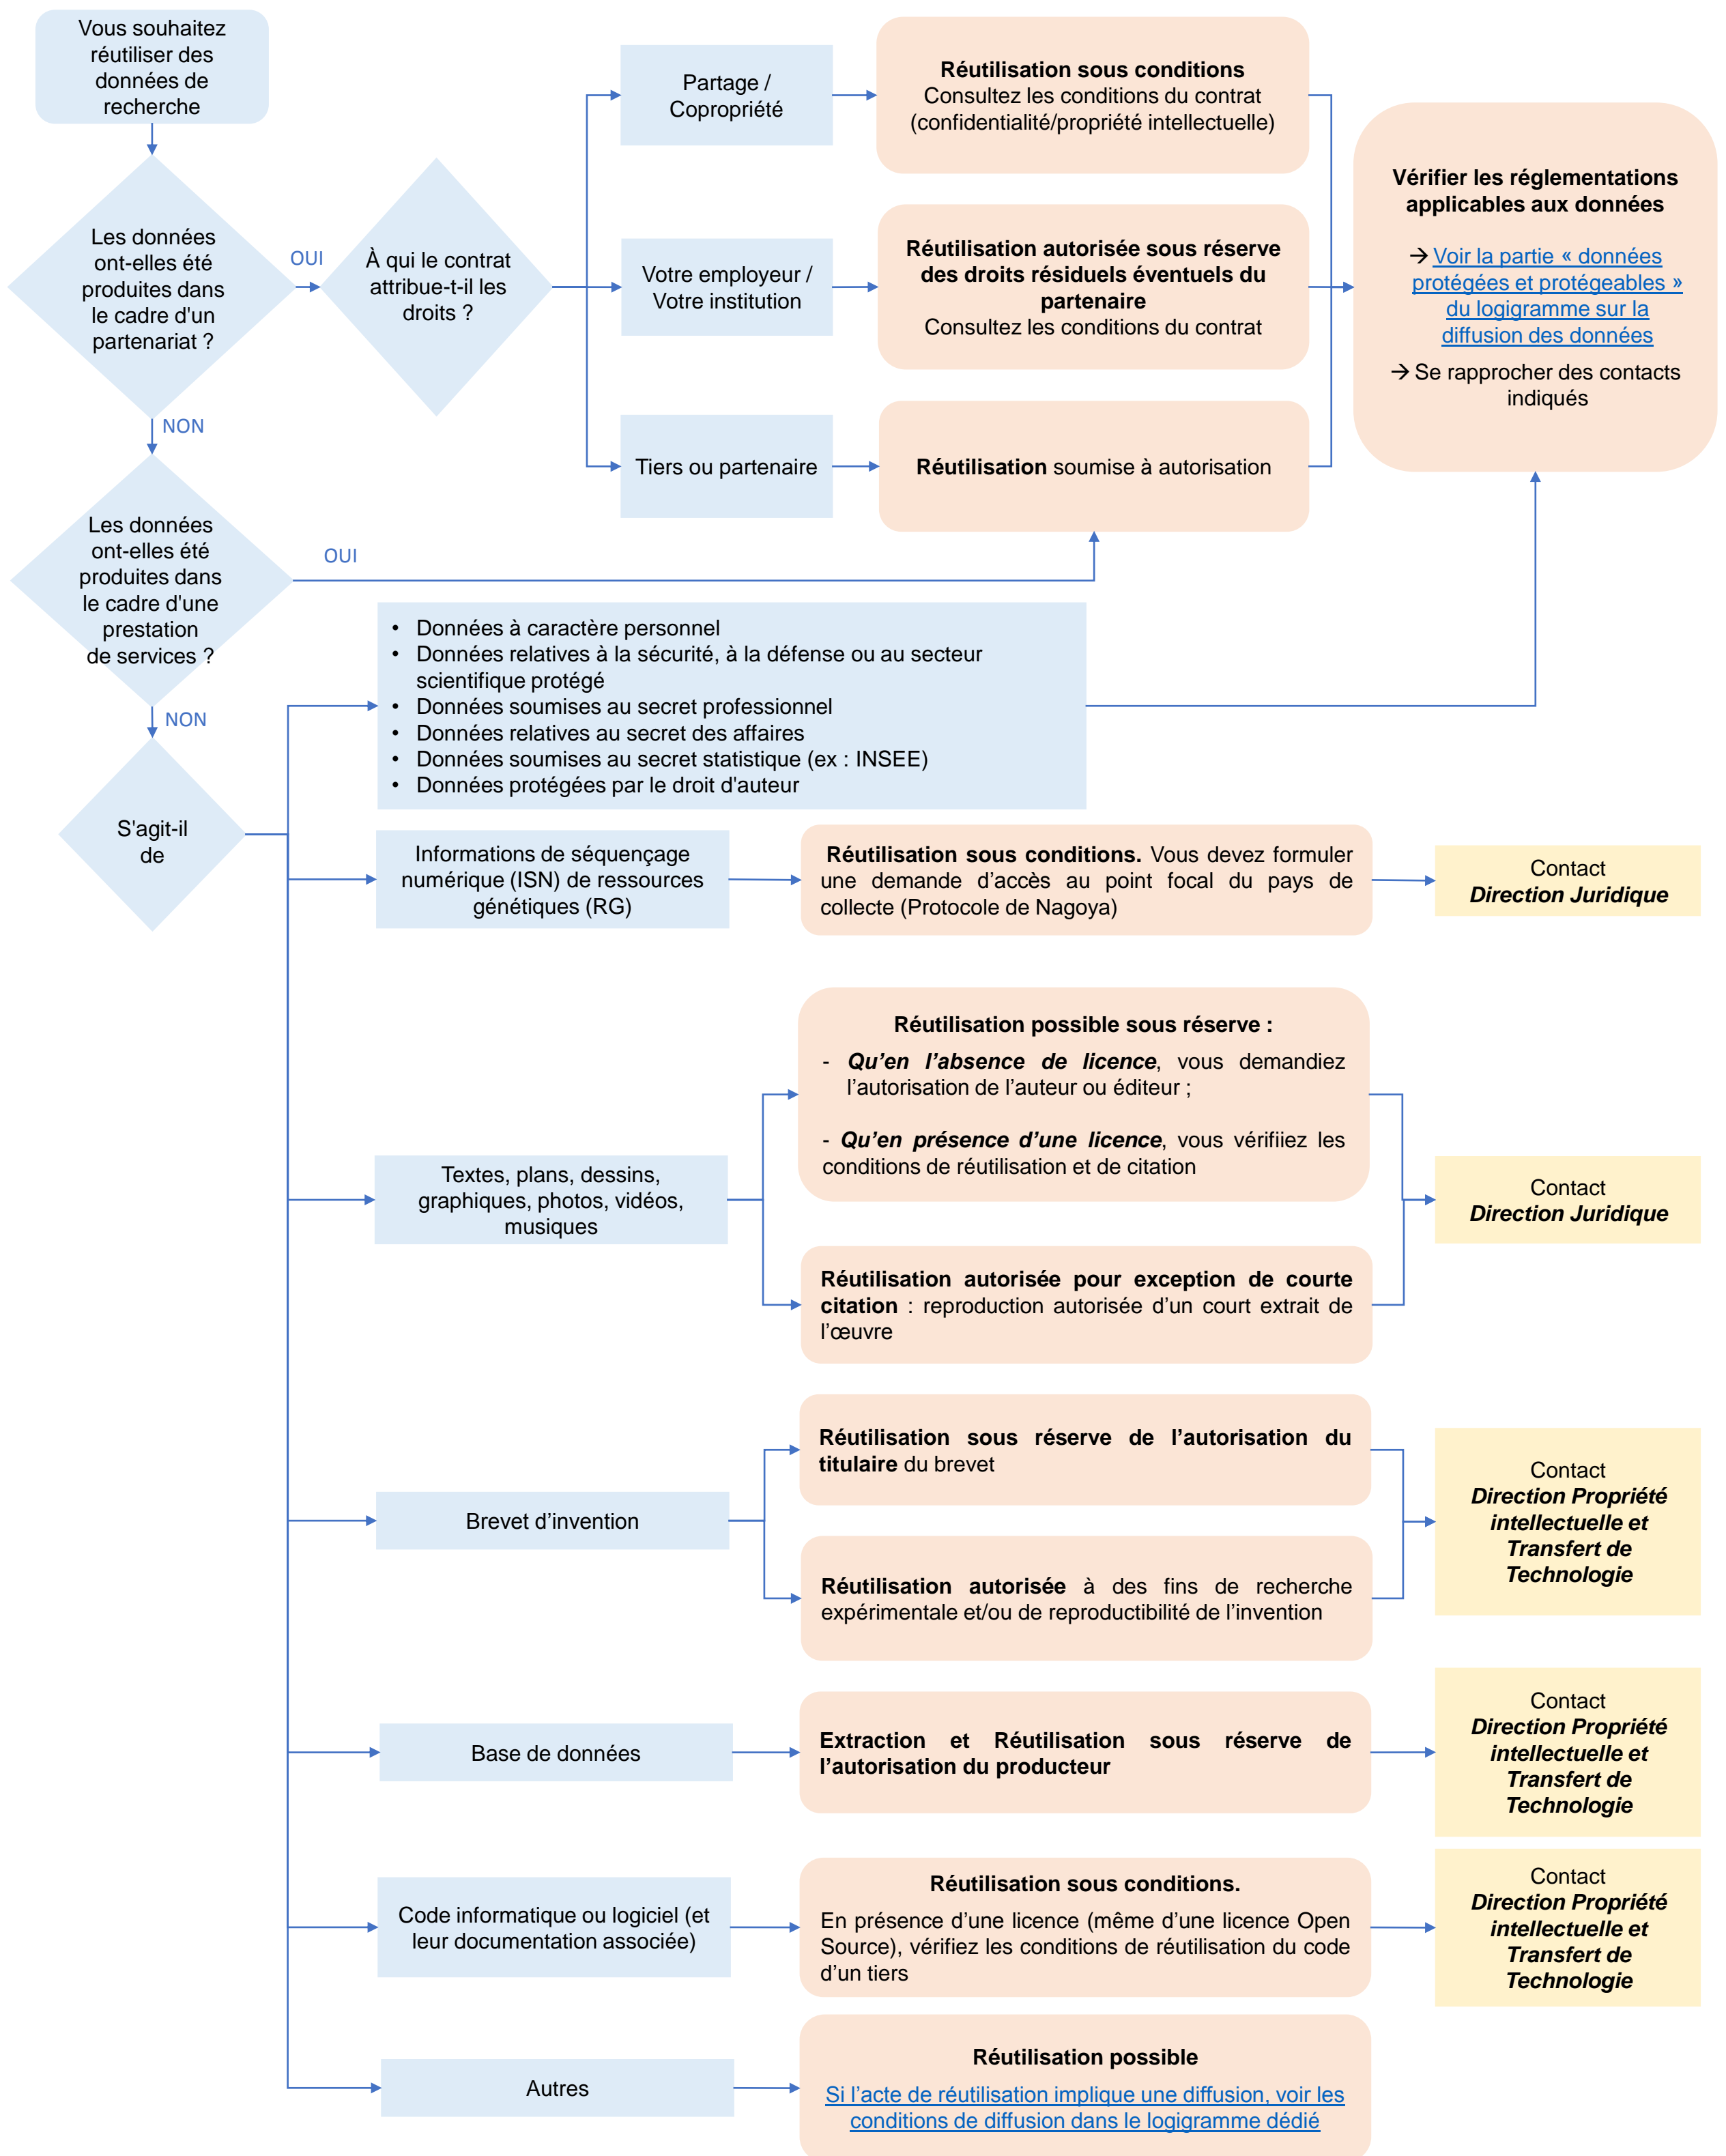 Vous souhaitez
réutiliser des
données de
recherche
Les données
ont-elles été
produites dans
le cadre d'un
partenariat ?
OUI
À qui le contrat
attribue-t-il les
droits ?
Partage /
Copropriété
Réutilisation sous conditions
Consultez les conditions du contrat
(confidentialité/propriété intellectuelle)
Votre employeur /
Votre institution
Réutilisation autorisée sous réserve
des droits résiduels éventuels du
partenaire
Consultez les conditions du contrat
Tiers ou partenaire
Réutilisation soumise à autorisation
Vérifier les réglementations
applicables aux données
→ Voir la partie « données
protégées et protégeables »
du logigramme sur la
diffusion des données
→ Se rapprocher des contacts
indiqués
NON
Les données
ont-elles été
produites dans
le cadre d'une
prestation
de services ?
OUI
NON
S'agit-il
de
• Données à caractère personnel
• Données relatives à la sécurité, à la défense ou au secteur
scientifique protégé
• Données soumises au secret professionnel
• Données relatives au secret des affaires
• Données soumises au secret statistique (ex : INSEE)
• Données protégées par le droit d'auteur
Informations de séquençage
numérique (ISN) de ressources
génétiques (RG)
Réutilisation sous conditions. Vous devez formuler
une demande d’accès au point focal du pays de
collecte (Protocole de Nagoya)
Contact
Direction Juridique
Textes, plans, dessins,
graphiques, photos, vidéos,
musiques
Réutilisation possible sous réserve :
- Qu’en l’absence de licence, vous demandiez
l’autorisation de l’auteur ou éditeur ;
- Qu’en présence d’une licence, vous vérifiiez les
conditions de réutilisation et de citation
Réutilisation autorisée pour exception de courte
citation : reproduction autorisée d’un court extrait de
l’œuvre
Contact
Direction Juridique
Brevet d’invention
Réutilisation sous réserve de l’autorisation du
titulaire du brevet
Réutilisation autorisée à des fins de recherche
expérimentale et/ou de reproductibilité de l’invention
Contact
Direction Propriété
intellectuelle et
Transfert de
Technologie
Base de données
Extraction et Réutilisation sous réserve de
l’autorisation du producteur
Contact
Direction Propriété
intellectuelle et
Transfert de
Technologie
Code informatique ou logiciel (et
leur documentation associée)
Réutilisation sous conditions.
En présence d’une licence (même d’une licence Open
Source), vérifiez les conditions de réutilisation du code
d’un tiers
Contact
Direction Propriété
intellectuelle et
Transfert de
Technologie
Autres
Réutilisation possible
Si l’acte de réutilisation implique une diffusion, voir les
conditions de diffusion dans le logigramme dédié